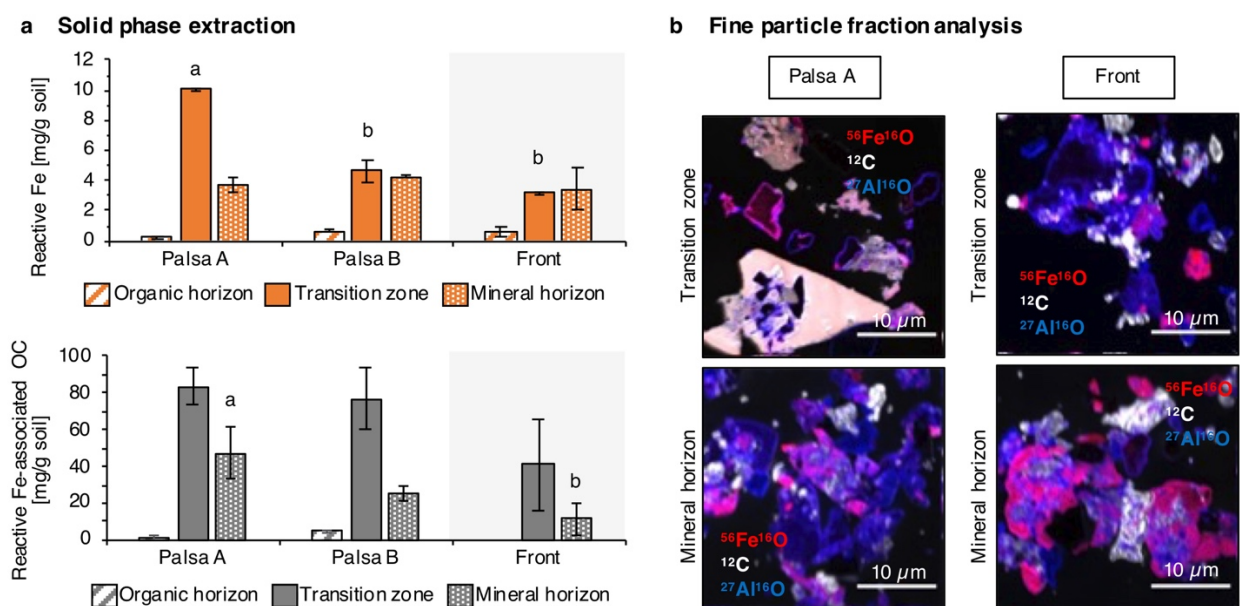 a Solid phase extraction
Reactive Fe [mg/g soil]
12
10
8
6
4
2
0
a
b
b
Palsa A
Palsa B
Front
Organic horizon
Transition zone
Mineral horizon
Reactive Fe-associated OC
[mg/g soil]
100
80
60
40
20
0
a
b
Palsa A
Palsa B
Front
Organic horizon
Transition zone
Mineral horizon
b Fine particle fraction analysis
Palsa A
Front
Transition zone
⁵⁶Fe¹⁶O
¹²C
²⁷Al¹⁶O
10 µm
Transition zone
⁵⁶Fe¹⁶O
¹²C
²⁷Al¹⁶O
10 µm
Mineral horizon
⁵⁶Fe¹⁶O
¹²C
²⁷Al¹⁶O
10 µm
Mineral horizon
⁵⁶Fe¹⁶O
¹²C
²⁷Al¹⁶O
10 µm